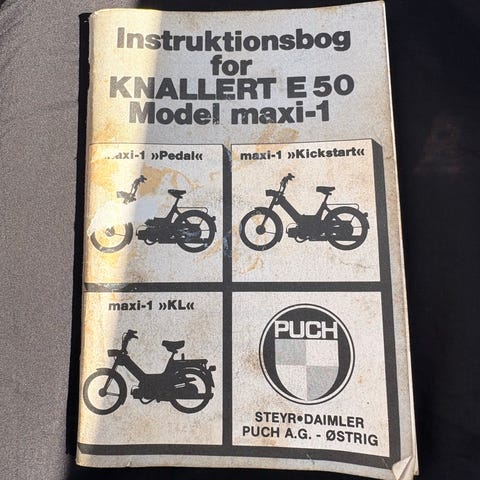 Instruktionsbog
for
KNALLERT E 50
Model maxi-1
maxi-1 »Pedal«
maxi-1 »Kickstart«
maxi-1 »KL«
PUCH
STEYR•DAIMLER
PUCH A.G. - ØSTRIG